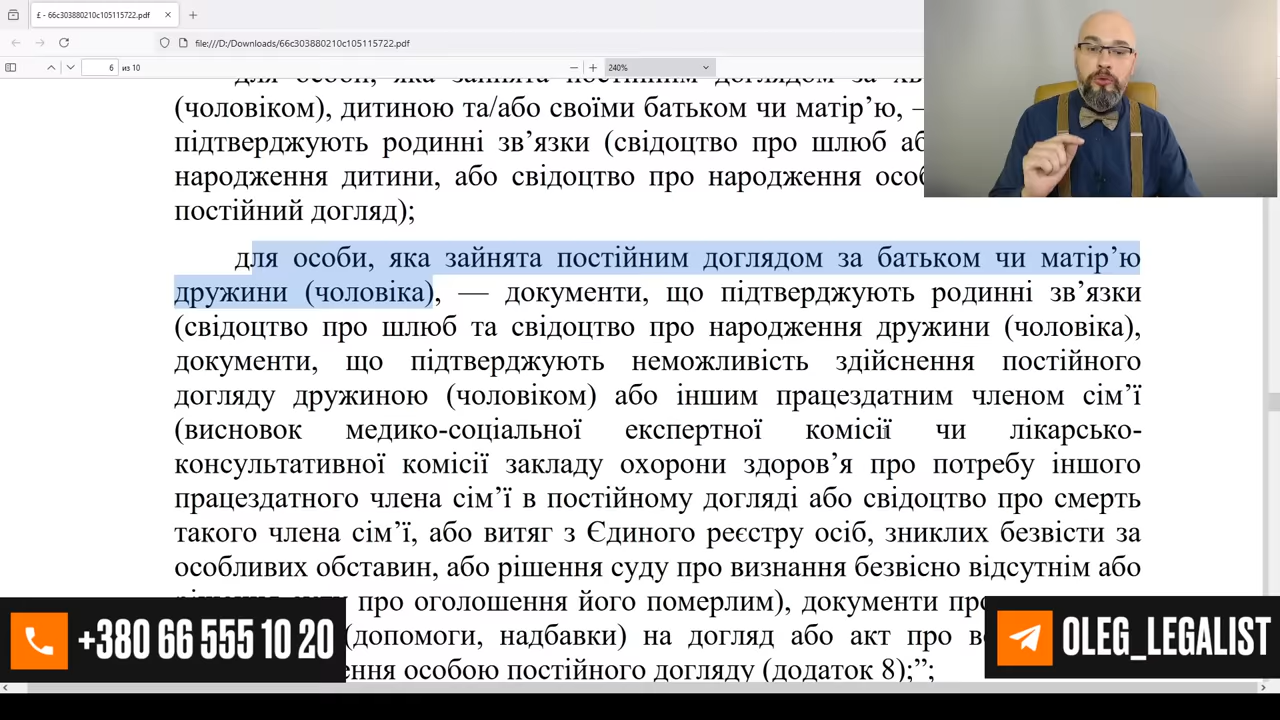 £ - 66c303880210c105115722.pdf
file:///D:/Downloads/66c303880210c105115722.pdf
6 из 10
240%
для особи, яка зайнята постійним доглядом за
(чоловіком), дитиною та/або своїми батьком чи матір’ю, —
підтверджують родинні зв’язки (свідоцтво про шлюб
народження дитини, або свідоцтво про народження
постійний догляд);
для особи, яка зайнята постійним доглядом за батьком чи матір’ю
дружини (чоловіка), — документи, що підтверджують родинні зв’язки
(свідоцтво про шлюб та свідоцтво про народження дружини (чоловіка),
документи, що підтверджують неможливість здійснення постійного
догляду дружиною (чоловіком) або іншим працездатним членом сім’ї
(висновок медико-соціальної експертної комісії чи лікарсько-
консультативної комісії закладу охорони здоров’я про потребу іншого
працездатного члена сім’ї в постійному догляді або свідоцтво про смерть
такого члена сім’ї, або витяг з Єдиного реєстру осіб, зниклих безвісти за
особливих обставин, або рішення суду про визнання безвісно відсутнім або
про оголошення його померлим), документи
(допомоги, надбавки) на догляд або акт про
особою постійного догляду (додаток 8);”;
+380 66 555 10 20
OLEG_LEGALIST